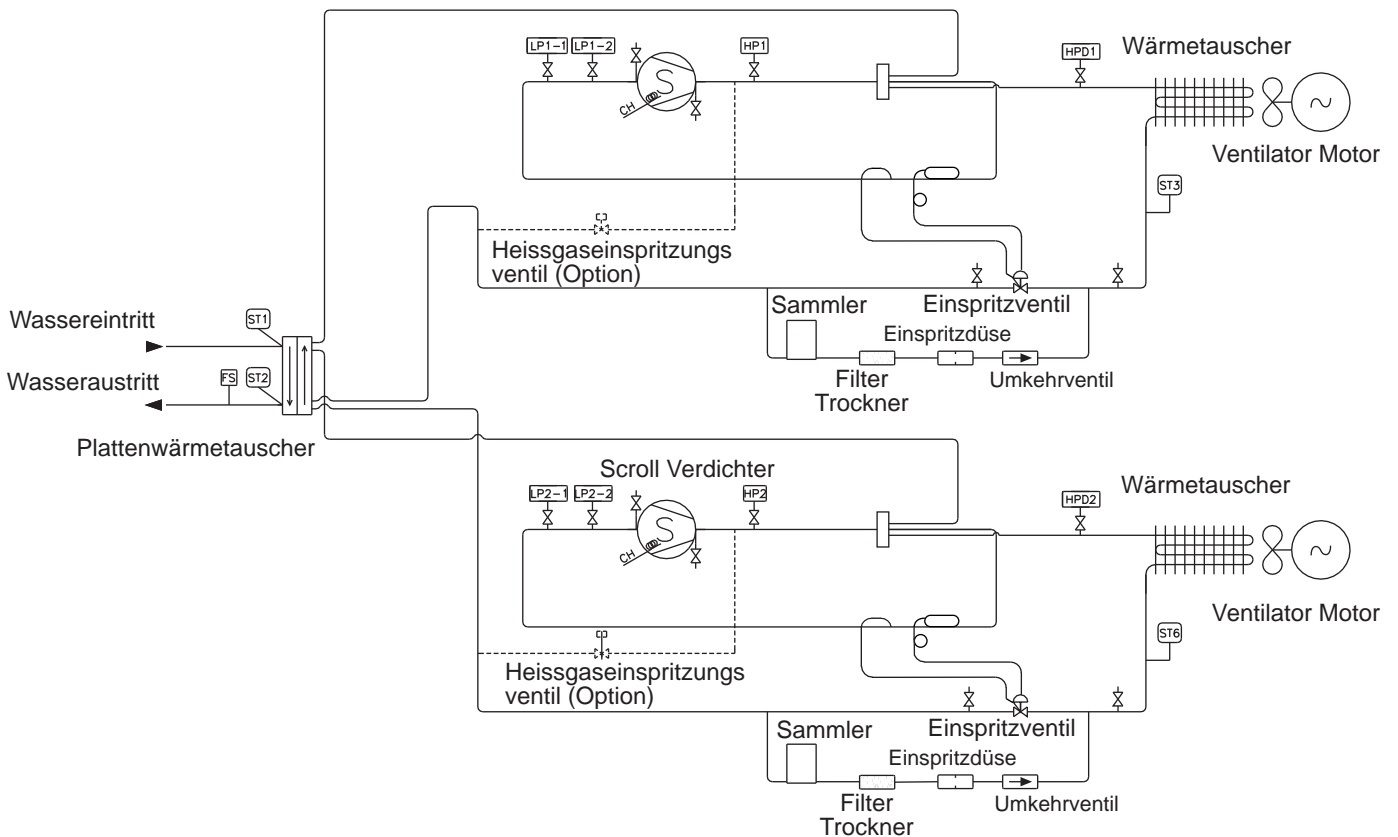 LP1-1
LP1-2
HP1
HPD1
Wärmetauscher
S
CH
Ventilator Motor
ST3
Heissgaseinspritzungs
ventil (Option)
Sammler
Einspritzventil
Einspritzdüse
Filter
Trockner
Umkehrventil
Wassereintritt
ST1
Wasseraustritt
FS
ST2
Plattenwärmetauscher
Scroll Verdichter
LP2-1
LP2-2
HP2
HPD2
Wärmetauscher
S
CH
Ventilator Motor
ST6
Heissgaseinspritzungs
ventil (Option)
Sammler
Einspritzventil
Einspritzdüse
Filter
Trockner
Umkehrventil